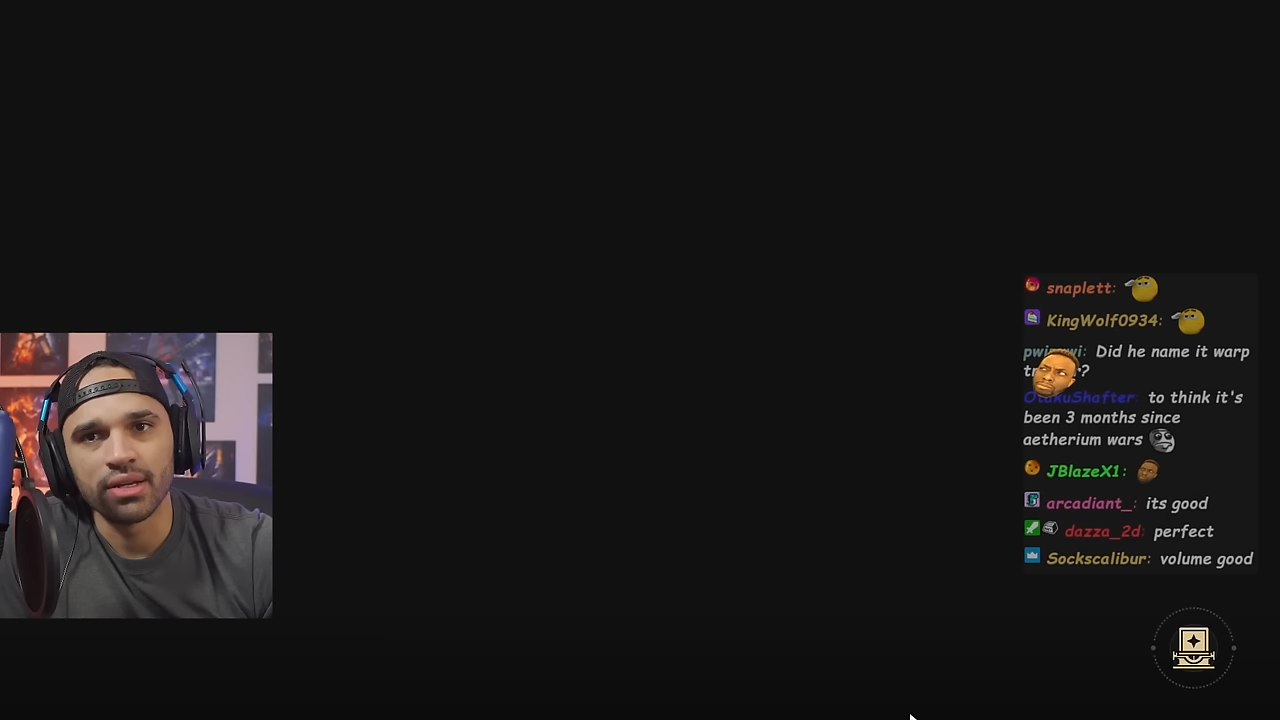 snaplett:
KingWolf0934:
Did he name it warp
OtakuShafter: to think it's
been 3 months since
aetherium wars
JBlazeX1:
arcadiant_: its good
dazza_2d: perfect
Sockscalibur: volume good